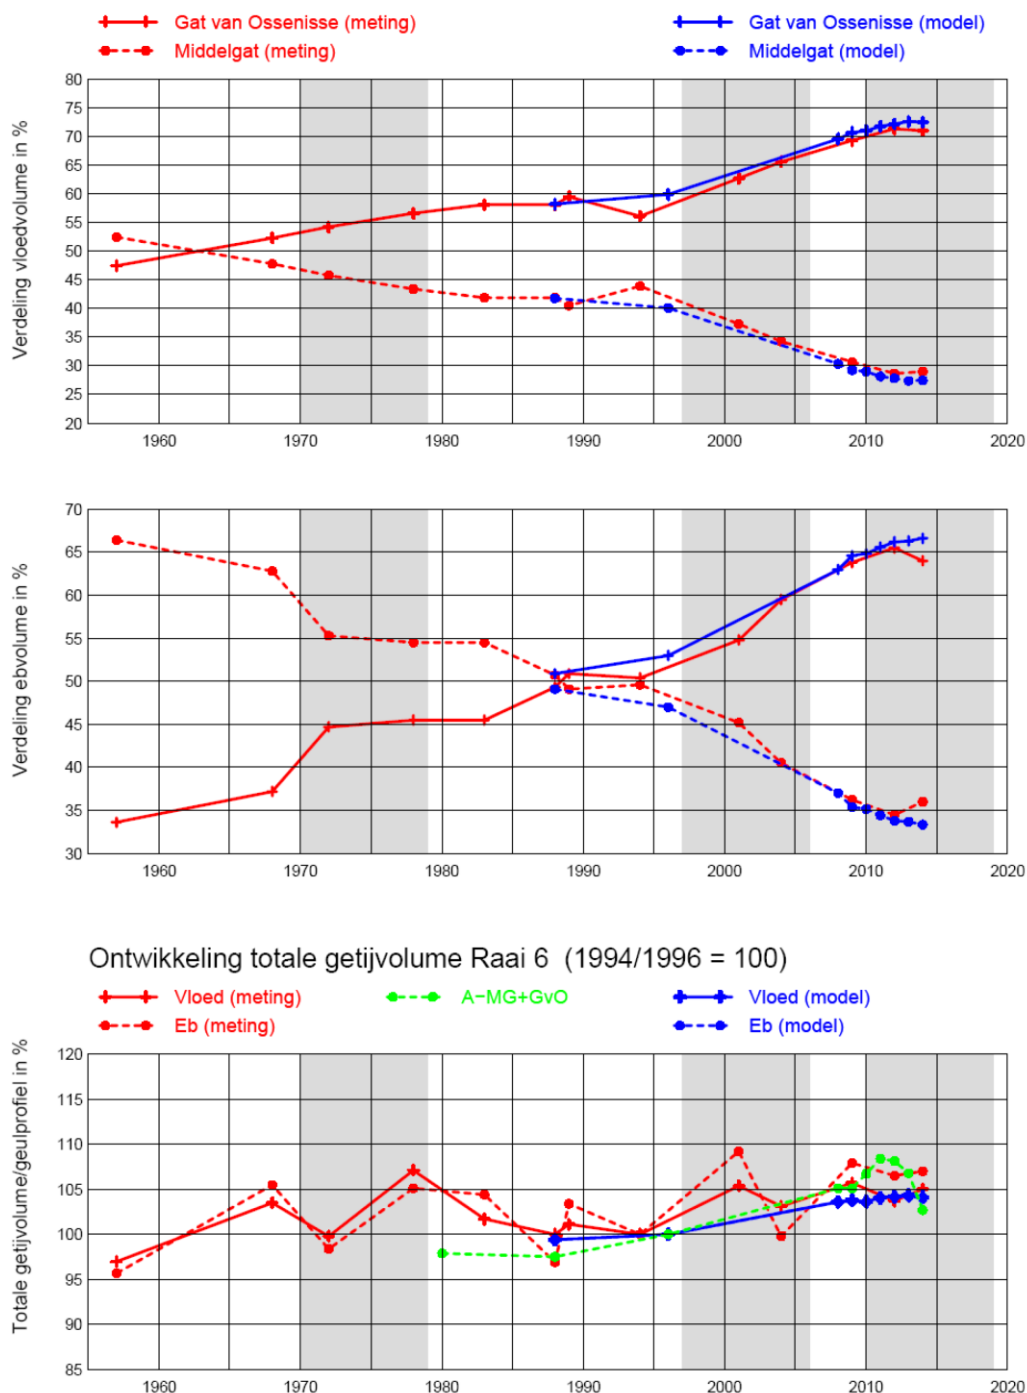 Gat van Ossenisse (meting) Gat van Ossenisse (model)
Middelgat (meting) Middelgat (model)
Verdeling vloedvolume in %
80
75
70
65
60
55
50
45
40
35
30
25
20
1960 1970 1980 1990 2000 2010 2020
Verdeling ebvolume in %
70
65
60
55
50
45
40
35
30
1960 1970 1980 1990 2000 2010 2020
Ontwikkeling totale getijvolume Raai 6 (1994/1996 = 100)
Vloed (meting) A−MG+GvO Vloed (model)
Eb (meting) Eb (model)
Totale getijvolume/geulprofiel in %
120
115
110
105
100
95
90
85
1960 1970 1980 1990 2000 2010 2020